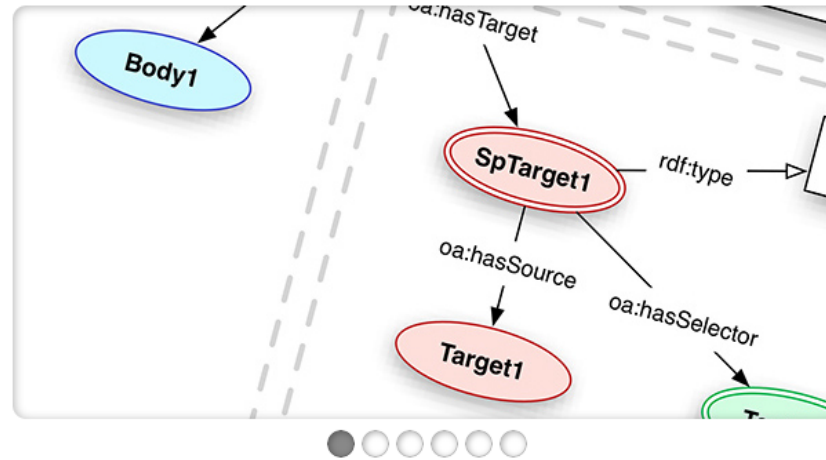 oa:hasTarget
Body1
SpTarget1
rdf:type
oa:hasSource
oa:hasSelector
Target1